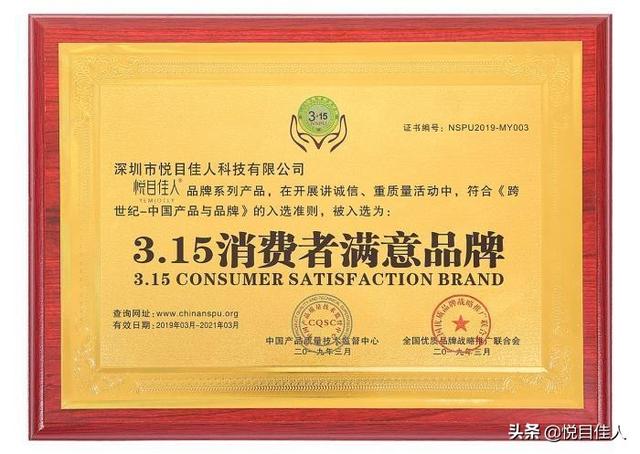 3·15
NSPU
证书编号：NSPU2019-MY003
深圳市悦目佳人科技有限公司
悦目佳人® 品牌系列产品，在开展讲诚信、重质量活动中，符合《跨
YEMIOLLY
世纪–中国产品与品牌》的入选准则，被入选为：
3.15消费者满意品牌
3.15 CONSUMER SATISFACTION BRAND
查询网址：www.chinanspu.org
有效日期：2019年03月-2021年03月
CQSC
中国产品质量技术监督中心
二〇一九年三月
全国优质品牌战略推广联合会
二〇一九年三月
头条 @悦目佳人